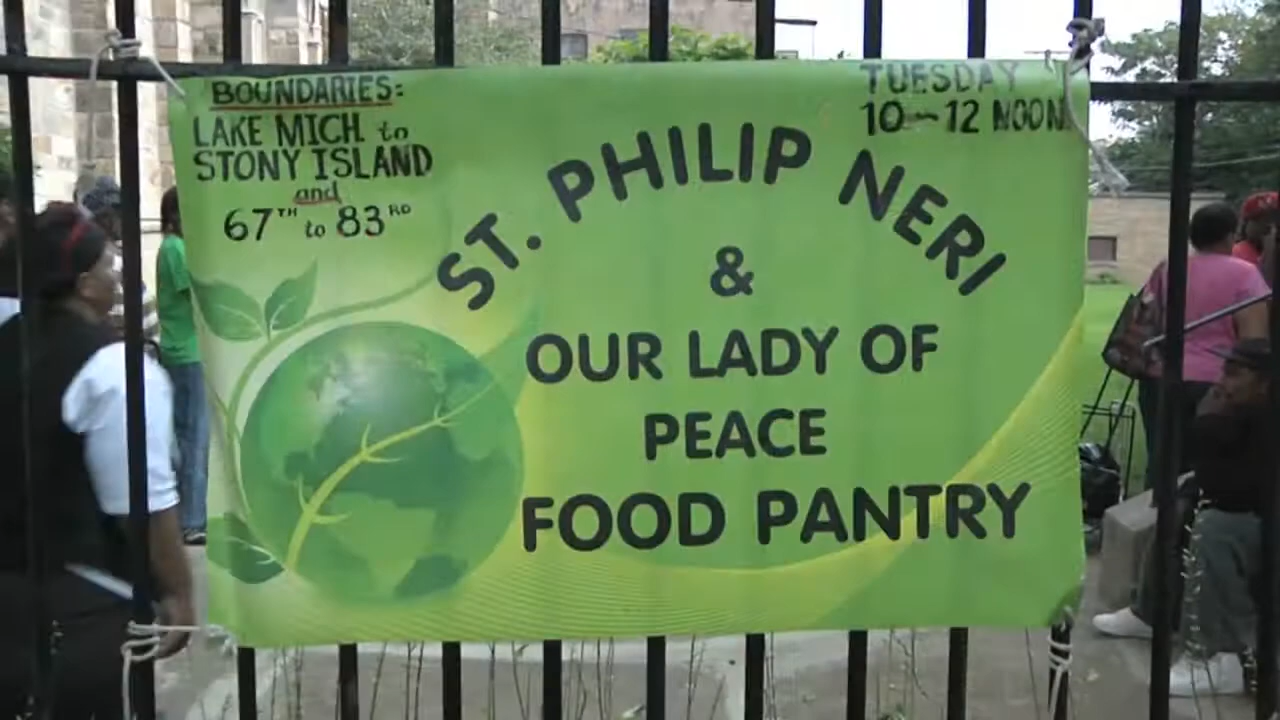 BOUNDARIES:
LAKE MICH. to
STONY ISLAND
and
67TH to 83RD
TUESDAY
10-12 NOON
ST. PHILIP NERI
&
OUR LADY OF
PEACE
FOOD PANTRY